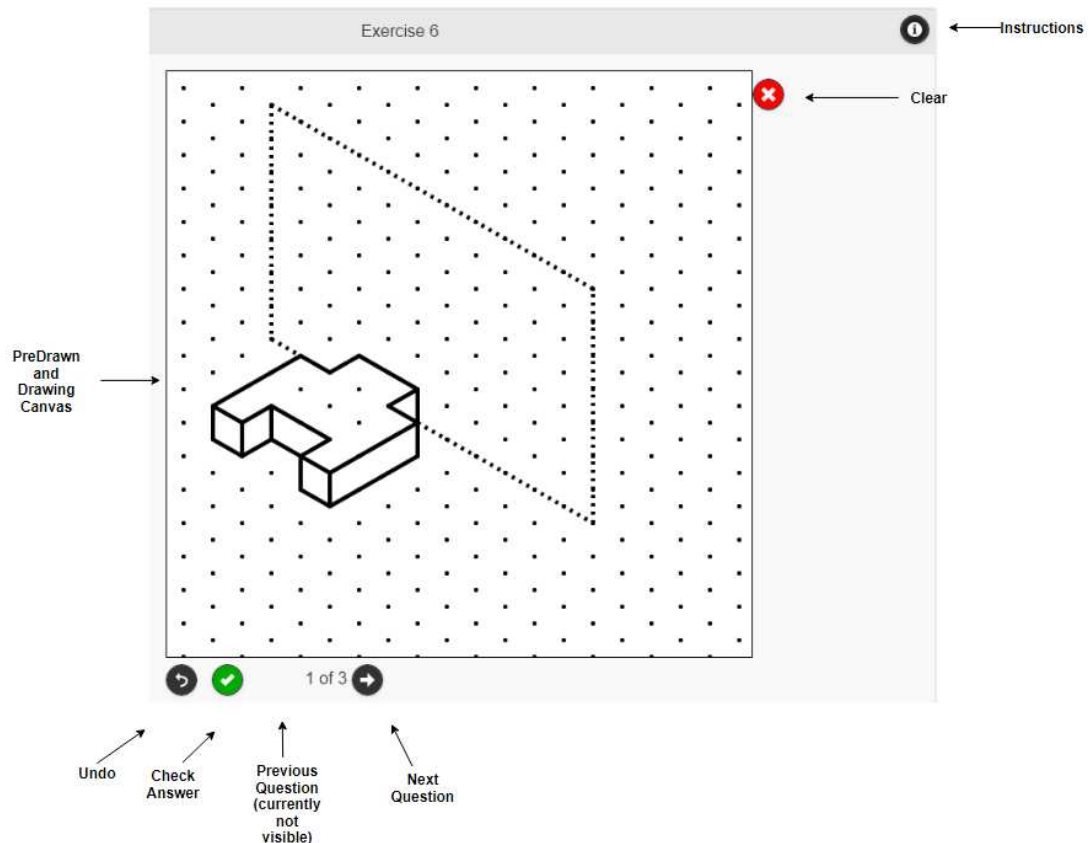 Exercise 6
Instructions
Clear
PreDrawn
and
Drawing
Canvas
1 of 3
Undo
Check
Answer
Previous
Question
(currently
not
visible)
Next
Question